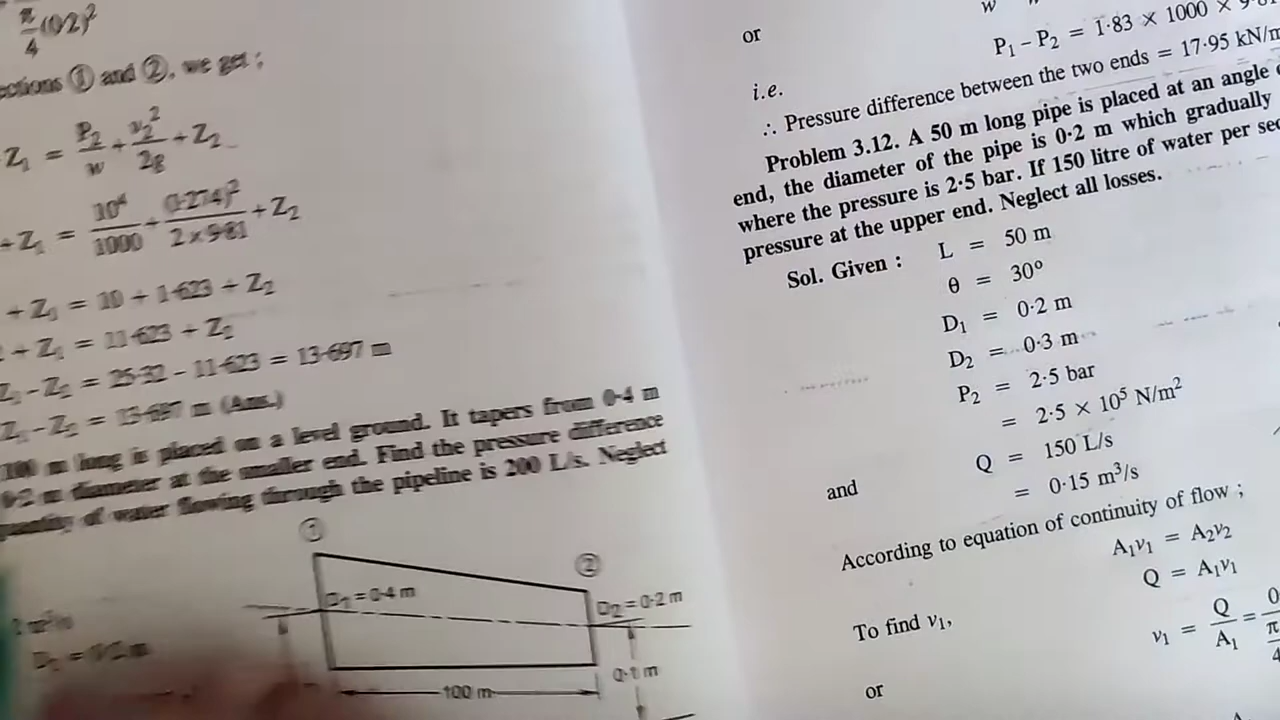 π/4 (0·2)²
ections ① and ②, we get ;
Z₁ = P₂/w + v₂²/2g + Z₂
+ Z₁ = 10⁴/1000 + /2 × 9·81 + Z₂
+ Z₁ = 10 + 1·623 + Z₂
+ Z₁ = 11·623 + Z₂
Z₁ – Z₂ = 25·32 – 11·623 = 13·697 m
Z₁ – Z₂ = 13·697 m (Ans.)
100 m long is placed on a level ground. It tapers from 0·4 m
0·2 m diameter at the smaller end. Find the pressure difference
quantity of water flowing through the pipeline is 200 L/s. Neglect
①
②
D₁ = 0·4 m
D₂ = 0·2 m
100 m
or
P₁ – P₂ = 1·83 × 1000 ×
i.e.
∴ Pressure difference between the two ends = 17·95 kN/m
Problem 3.12. A 50 m long pipe is placed at an angle
end, the diameter of the pipe is 0·2 m which gradually
where the pressure is 2·5 bar. If 150 litre of water per sec
pressure at the upper end. Neglect all losses.
Sol. Given : L = 50 m
θ = 30°
D₁ = 0·2 m
D₂ = 0·3 m
P₂ = 2·5 bar
= 2·5 × 10⁵ N/m²
and Q = 150 L/s
= 0·15 m³/s
According to equation of continuity of flow ;
A₁v₁ = A₂v₂
Q = A₁v₁
To find v₁, v₁ = Q/A₁ =
or